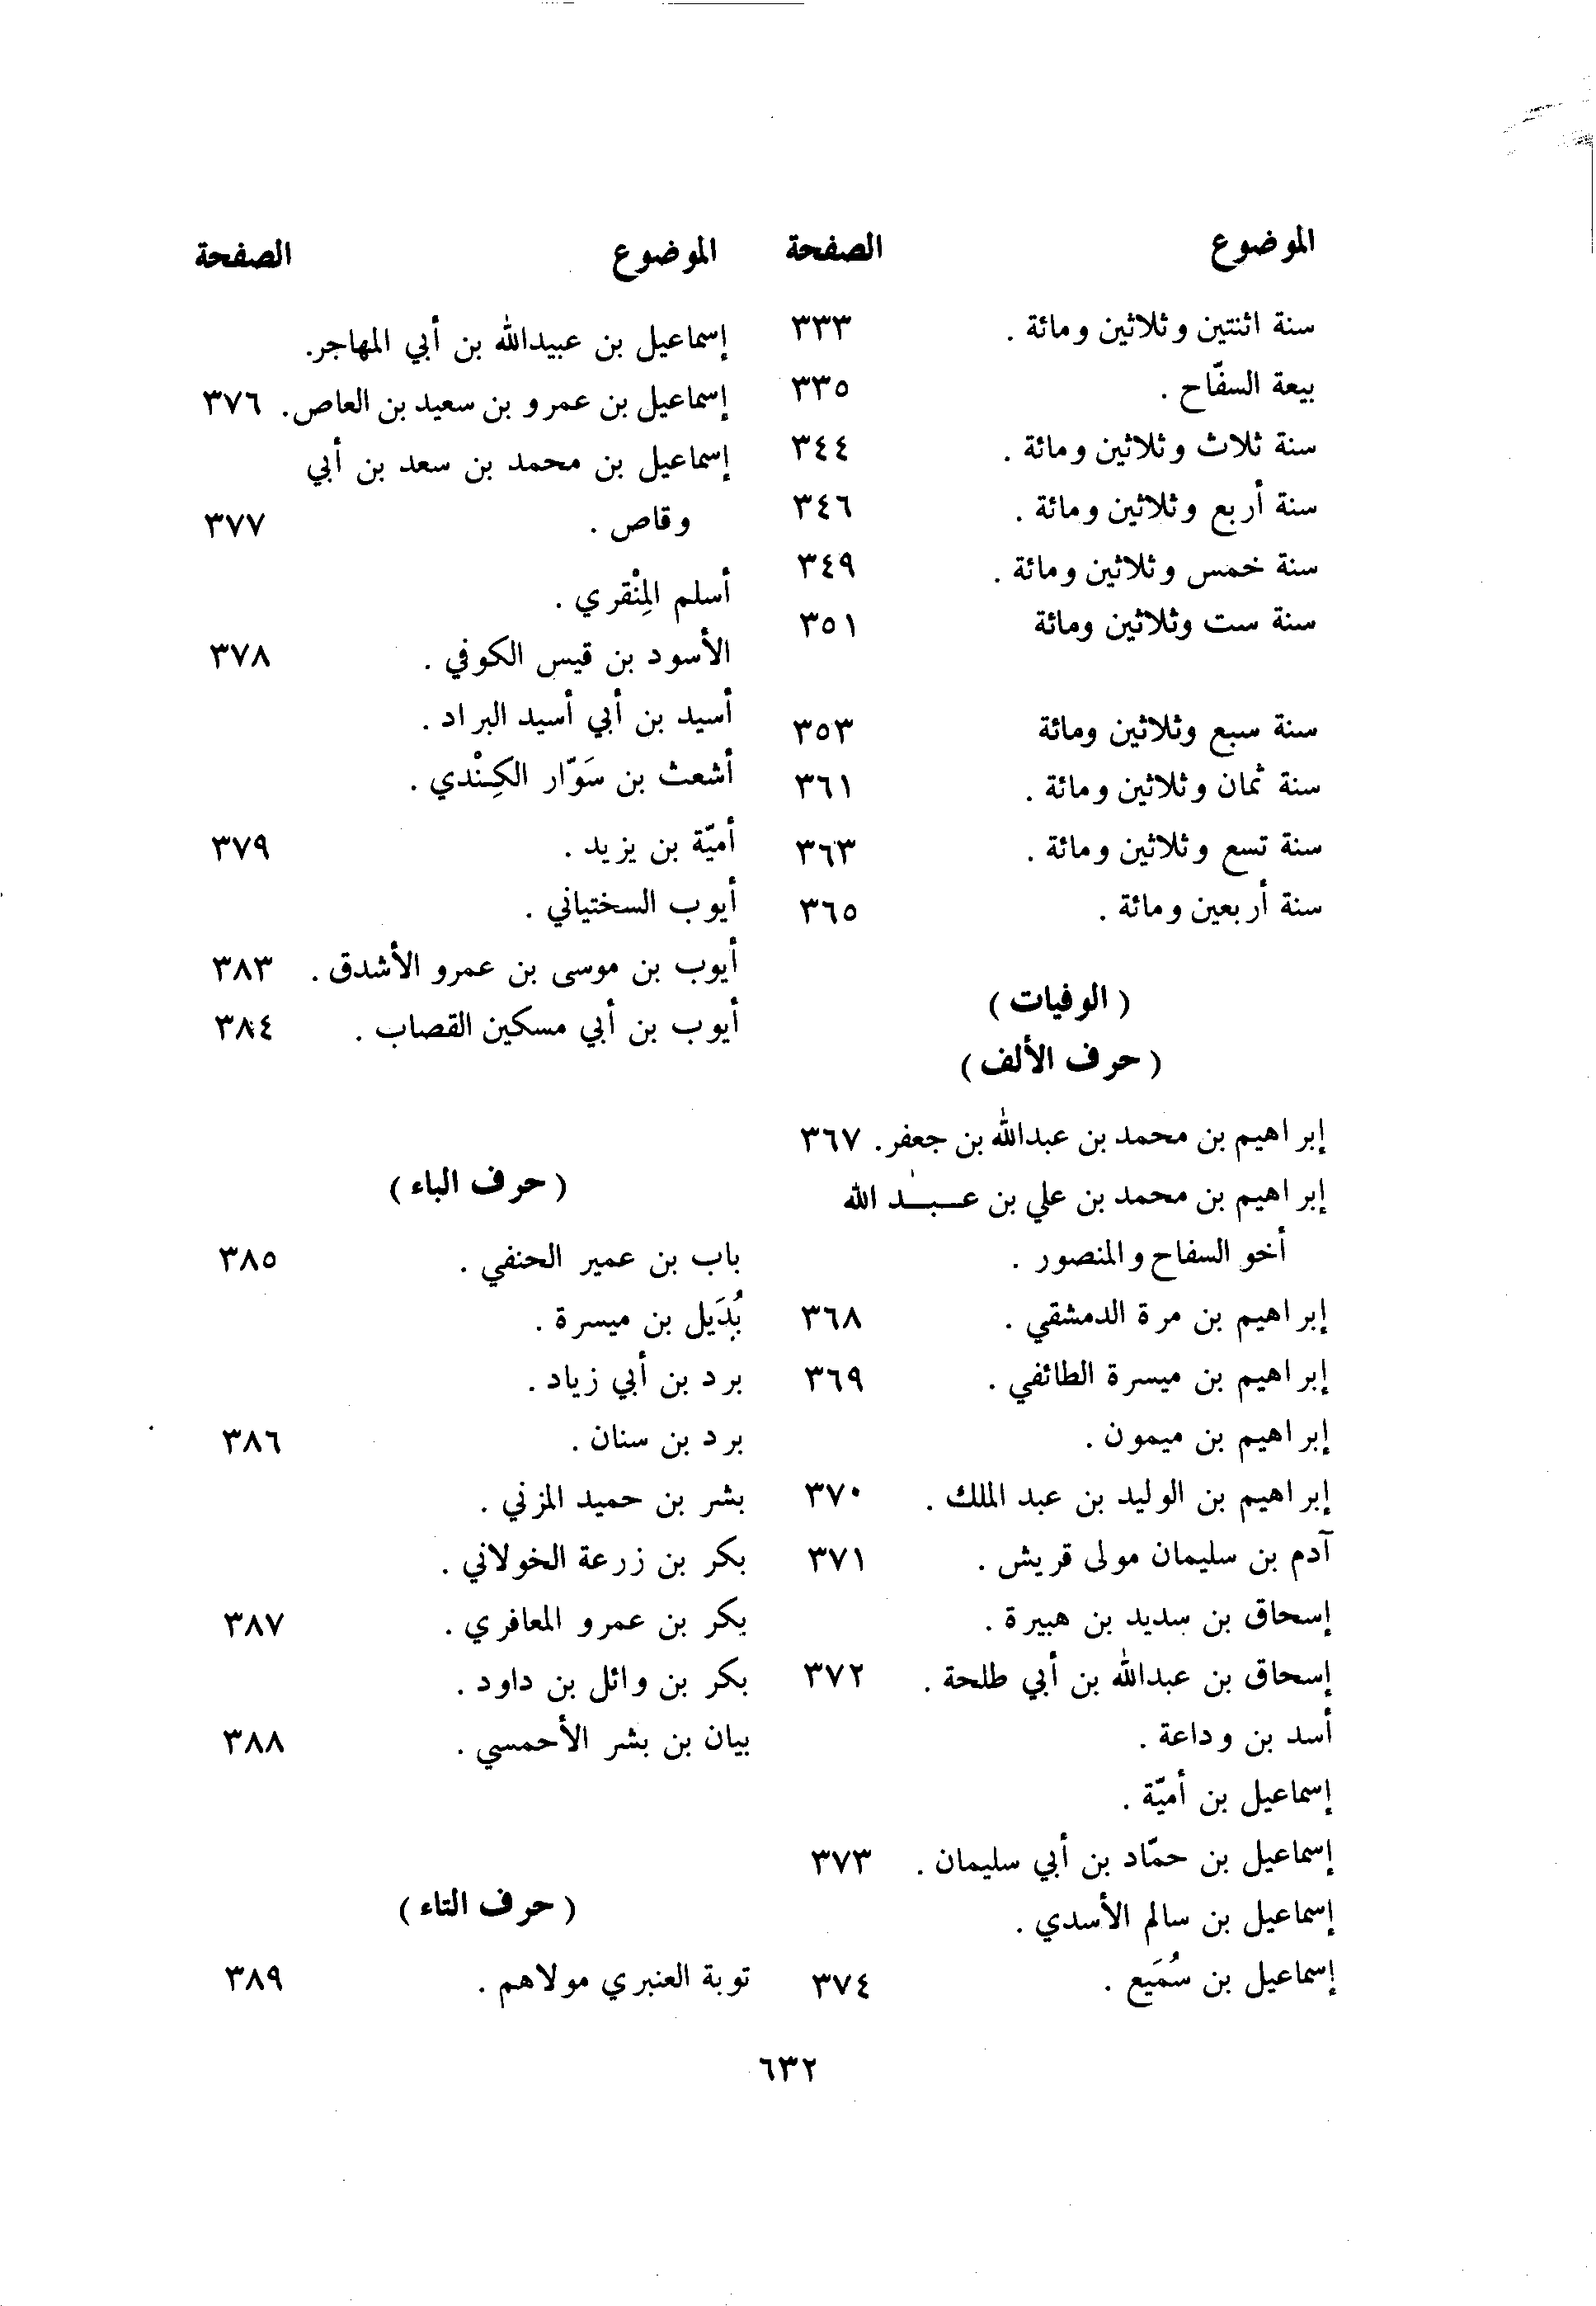 الموضوع الصفحة
سنة اثنتين وثلاثين ومائة . ٣٣٣
بيعة السفّاح . ٣٣٥
سنة ثلاث وثلاثين ومائة . ٣٤٤
سنة أربع وثلاثين ومائة . ٣٤٦
سنة خمس وثلاثين ومائة . ٣٤٩
سنة ست وثلاثين ومائة ٣٥١
سنة سبع وثلاثين ومائة ٣٥٣
سنة ثمان وثلاثين ومائة . ٣٦١
سنة تسع وثلاثين ومائة . ٣٦٣
سنة أربعين ومائة . ٣٦٥
( الوفيات )
( حرف الألف )
إبراهيم بن محمد بن عبدالله بن جعفر. ٣٦٧
إبراهيم بن محمد بن علي بن عبد الله
أخو السفاح والمنصور .
إبراهيم بن مرة الدمشقي . ٣٦٨
إبراهيم بن ميسرة الطائفي . ٣٦٩
إبراهيم بن ميمون .
إبراهيم بن الوليد بن عبد الملك . ٣٧٠
آدم بن سليمان مولى قريش . ٣٧١
إسحاق بن سديد بن هبيرة .
إسحاق بن عبدالله بن أبي طلحة . ٣٧٢
أسد بن وداعة .
إسماعيل بن أميّة .
إسماعيل بن حمّاد بن أبي سليمان . ٣٧٣
إسماعيل بن سالم الأسدي .
إسماعيل بن سُمَيع . ٣٧٤
الموضوع الصفحة
إسماعيل بن عبيدالله بن أبي المهاجر.
إسماعيل بن عمرو بن سعيد بن العاص. ٣٧٦
إسماعيل بن محمد بن سعد بن أبي
وقاص . ٣٧٧
أسلم المِنْقري .
الأسود بن قيس الكوفي . ٣٧٨
أسيد بن أبي أسيد البراد .
أشعث بن سَوّار الكِنْدي .
أميّة بن يزيد . ٣٧٩
أيوب السختياني .
أيوب بن موسى بن عمرو الأشدق . ٣٨٣
أيوب بن أبي مسكين القصاب . ٣٨٤
( حرف الباء )
باب بن عمير الحنفي . ٣٨٥
بُدَيل بن ميسرة .
برد بن أبي زياد .
برد بن سنان . ٣٨٦
بشر بن حميد المزني .
بكر بن زرعة الخولاني .
يكر بن عمرو المعافري . ٣٨٧
بكر بن وائل بن داود .
بيان بن بشر الأحمسي . ٣٨٨
( حرف التاء )
توبة العنبري مولاهم . ٣٨٩
٦٣٢